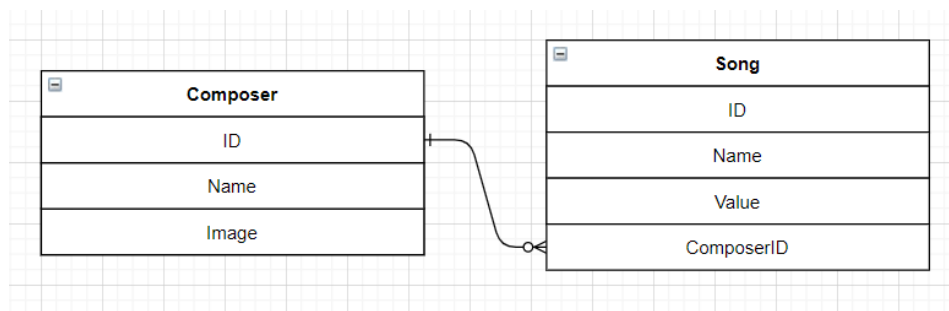 Composer
ID
Name
Image
Song
ID
Name
Value
ComposerID